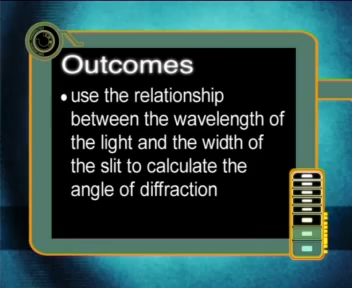 Outcomes
• use the relationship
between the wavelength of
the light and the width of
the slit to calculate the
angle of diffraction